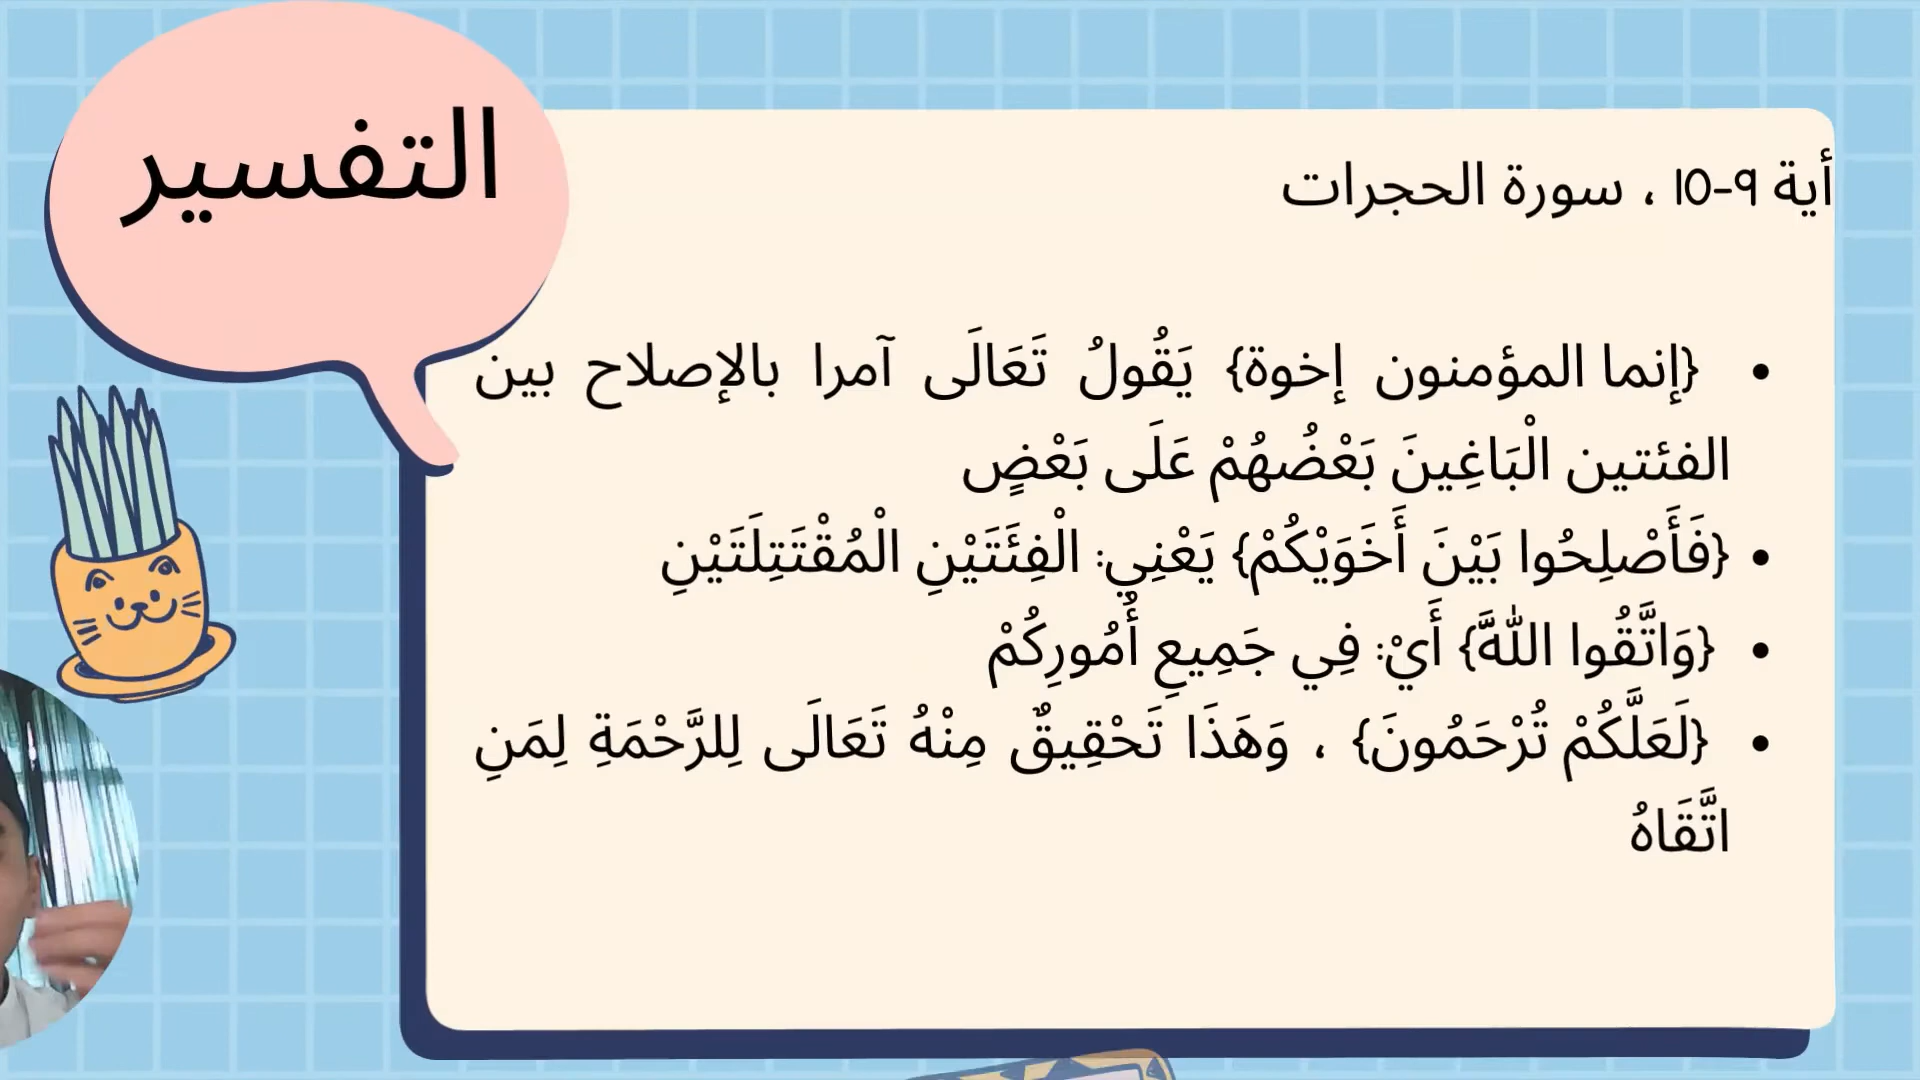 التفسير
أية ٩-١٠ ، سورة الحجرات
• {إنما المؤمنون إخوة} يَقُولُ تَعَالَى آمرا بالإصلاح بين
الفئتين الْبَاغِينَ بَعْضُهُمْ عَلَى بَعْضٍ
• {فَأَصْلِحُوا بَيْنَ أَخَوَيْكُمْ} يَعْنِي: الْفِئَتَيْنِ الْمُقْتَتِلَتَيْنِ
• {وَاتَّقُوا اللَّهَ} أَيْ: فِي جَمِيعِ أُمُورِكُمْ
• {لَعَلَّكُمْ تُرْحَمُونَ} ، وَهَذَا تَحْقِيقٌ مِنْهُ تَعَالَى لِلرَّحْمَةِ لِمَنِ
اتَّقَاهُ